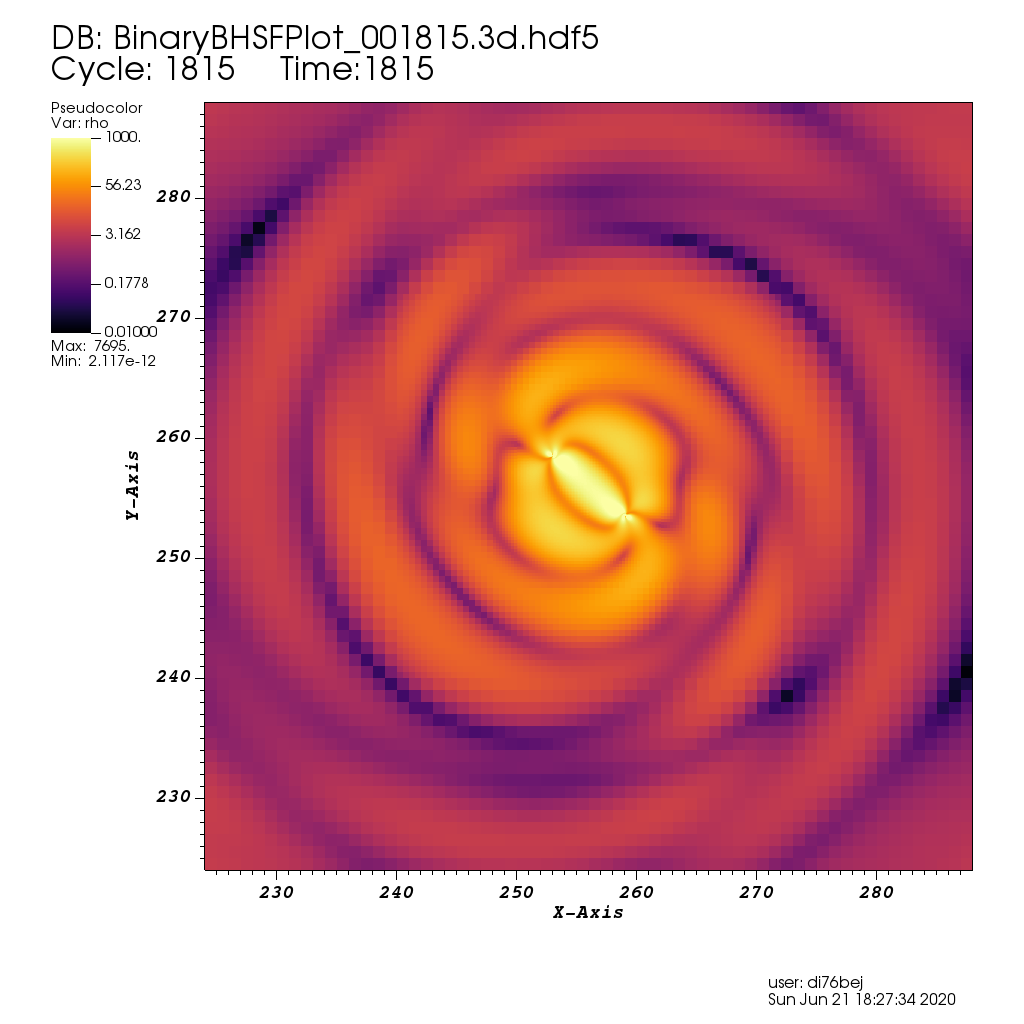 DB: BinaryBHSFPlot_001815.3d.hdf5
Cycle: 1815 Time:1815
Pseudocolor
Var: rho
1000.
56.23
3.162
0.1778
0.01000
Max: 7695.
Min: 2.117e-12
280
270
260
250
240
230
Y-Axis
230 240 250 260 270 280
X-Axis
user: di76bej
Sun Jun 21 18:27:34 2020